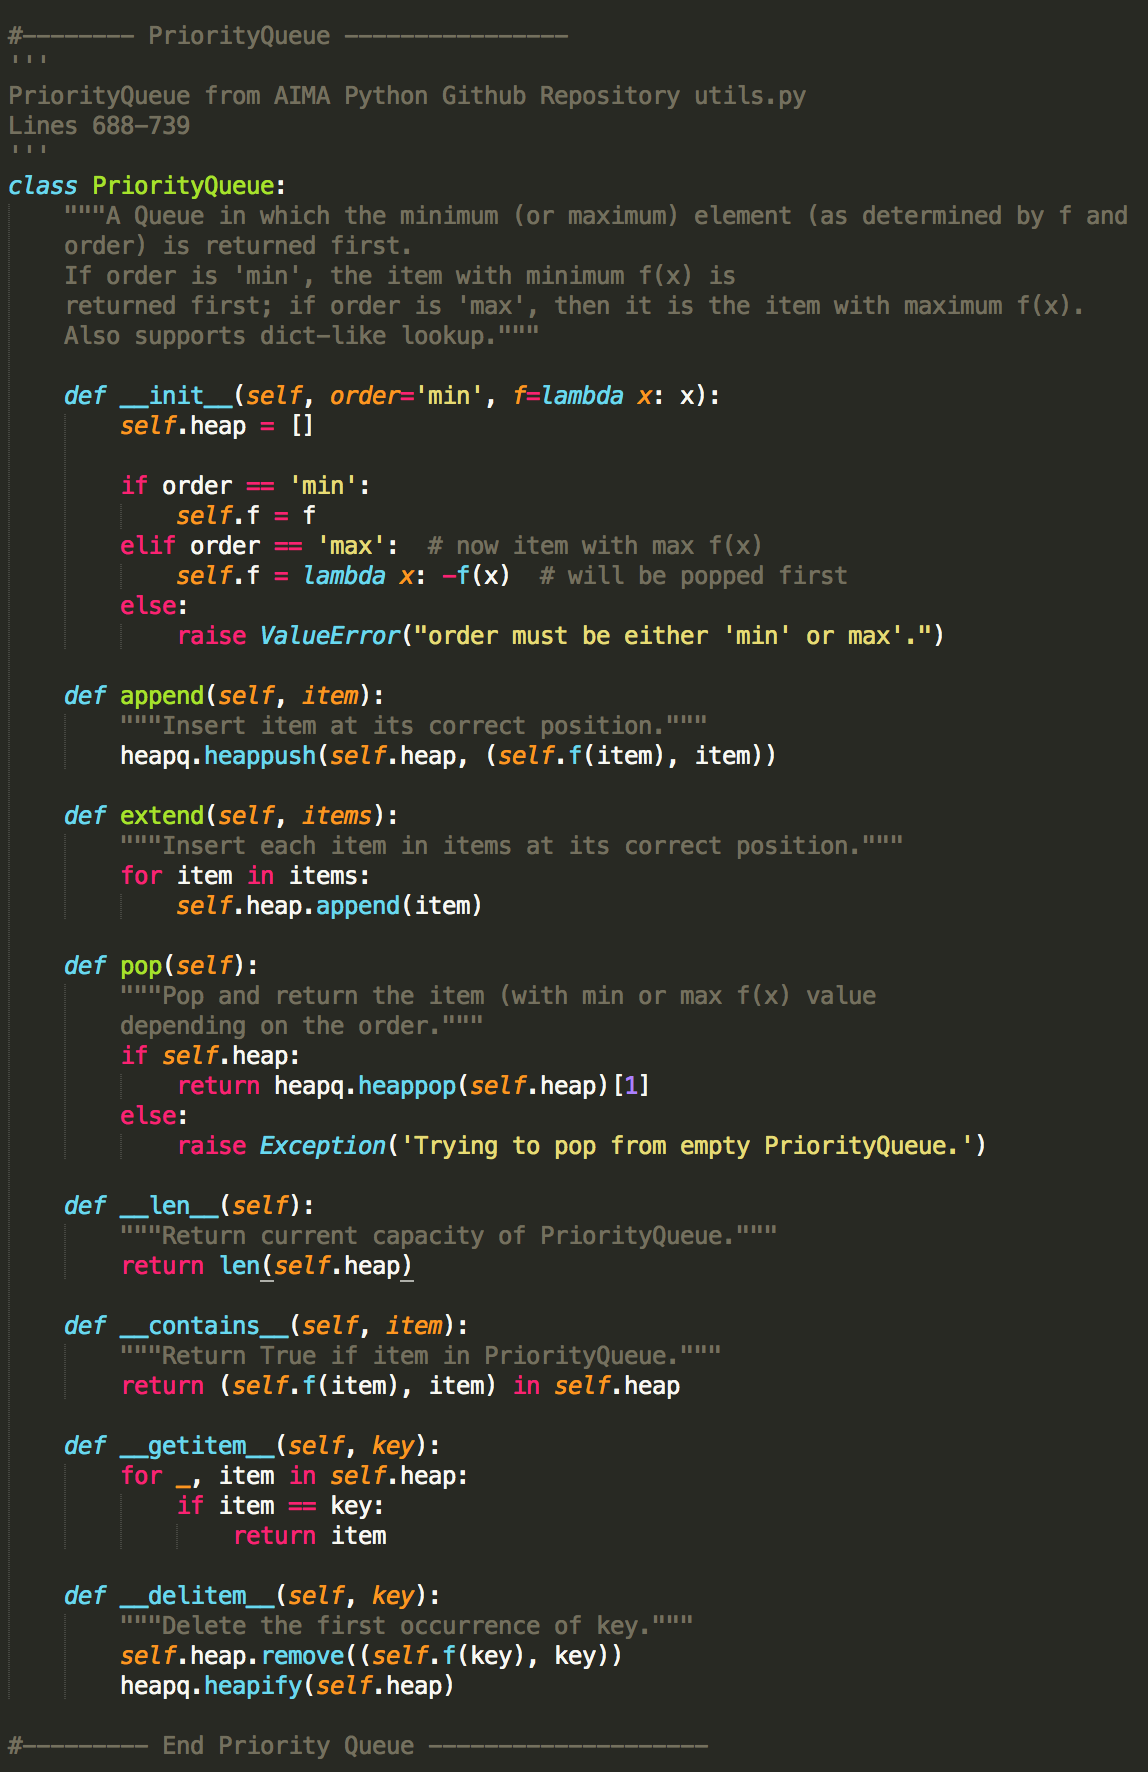 #-------- PriorityQueue ----------------
'''
PriorityQueue from AIMA Python Github Repository utils.py
Lines 688-739
'''
class PriorityQueue:
    """A Queue in which the minimum (or maximum) element (as determined by f and
    order) is returned first.
    If order is 'min', the item with minimum f(x) is
    returned first; if order is 'max', then it is the item with maximum f(x).
    Also supports dict-like lookup."""

    def __init__(self, order='min', f=lambda x: x):
        self.heap = []

        if order == 'min':
            self.f = f
        elif order == 'max':  # now item with max f(x)
            self.f = lambda x: -f(x)  # will be popped first
        else:
            raise ValueError("order must be either 'min' or max'.")

    def append(self, item):
        """Insert item at its correct position."""
        heapq.heappush(self.heap, (self.f(item), item))

    def extend(self, items):
        """Insert each item in items at its correct position."""
        for item in items:
            self.heap.append(item)

    def pop(self):
        """Pop and return the item (with min or max f(x) value
        depending on the order."""
        if self.heap:
            return heapq.heappop(self.heap)[1]
        else:
            raise Exception('Trying to pop from empty PriorityQueue.')

    def __len__(self):
        """Return current capacity of PriorityQueue."""
        return len(self.heap)

    def __contains__(self, item):
        """Return True if item in PriorityQueue."""
        return (self.f(item), item) in self.heap

    def __getitem__(self, key):
        for _, item in self.heap:
            if item == key:
                return item

    def __delitem__(self, key):
        """Delete the first occurrence of key."""
        self.heap.remove((self.f(key), key))
        heapq.heapify(self.heap)

#--------- End Priority Queue --------------------